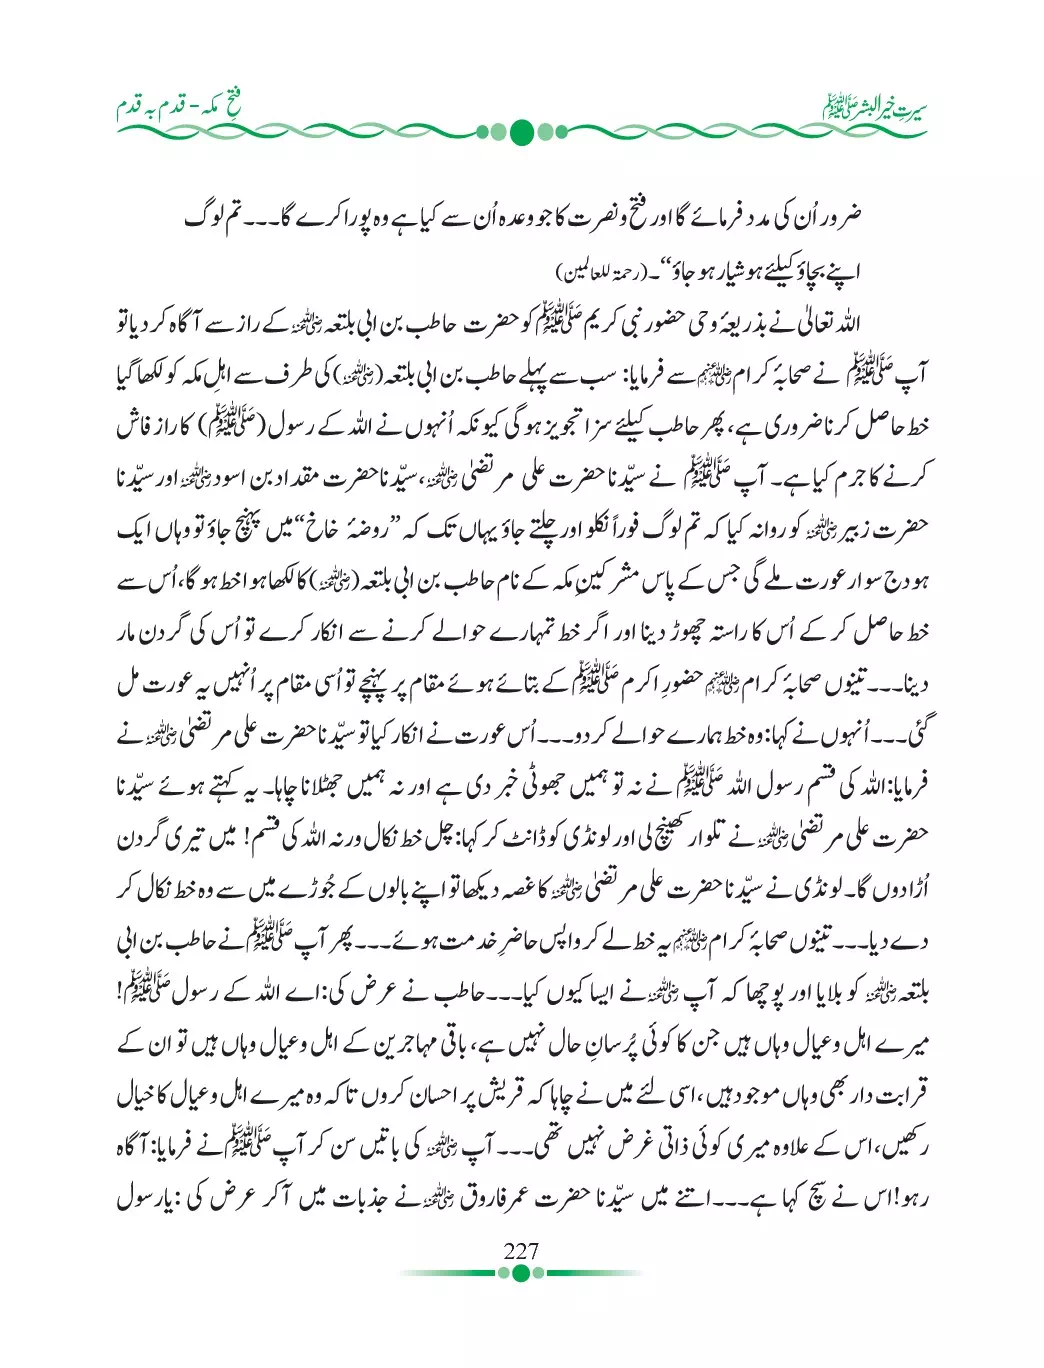 سیرتِ خیر البشر ﷺ
فتحِ مکہ - قدم بہ قدم
ضرور اُن کی مدد فرمائے گا اور فتح و نصرت کا جو وعدہ اُن سے کیا ہے وہ پورا کرے گا۔۔۔ تم لوگ
اپنے بچاؤ کیلئے ہوشیار ہو جاؤ‘‘۔ (رحمۃ للعالمین)
اللہ تعالیٰ نے بذریعۂ وحی حضور نبی کریم ﷺ کو حضرت حاطب بن ابی بلتعہ رضی اللہ عنہ کے راز سے آگاہ کر دیا تو
آپ ﷺ نے صحابۂ کرام رضی اللہ عنہم سے فرمایا: سب سے پہلے حاطب بن ابی بلتعہ (رضی اللہ عنہ) کی طرف سے اہلِ مکہ کو لکھا گیا
خط حاصل کرنا ضروری ہے، پھر حاطب کیلئے سزا تجویز ہوگی کیونکہ اُنہوں نے اللہ کے رسول (ﷺ) کا راز فاش
کرنے کا جرم کیا ہے۔ آپ ﷺ نے سیّدنا حضرت علی مرتضیٰ رضی اللہ عنہ، سیّدنا حضرت مقداد بن اسود رضی اللہ عنہ اور سیّدنا
حضرت زبیر رضی اللہ عنہ کو روانہ کیا کہ تم لوگ فوراً نکلو اور چلتے جاؤ یہاں تک کہ ’’روضۂ خاخ‘‘ میں پہنچ جاؤ تو وہاں ایک
ہودج سوار عورت ملے گی جس کے پاس مشرکینِ مکہ کے نام حاطب بن ابی بلتعہ (رضی اللہ عنہ) کا لکھا ہوا خط ہو گا، اُس سے
خط حاصل کر کے اُس کا راستہ چھوڑ دینا اور اگر خط تمہارے حوالے کرنے سے انکار کرے تو اُس کی گردن مار
دینا۔۔۔ تینوں صحابۂ کرام رضی اللہ عنہم حضورِ اکرم ﷺ کے بتائے ہوئے مقام پر پہنچے تو اُسی مقام پر اُنہیں یہ عورت مل
گئی۔۔۔ اُنہوں نے کہا: وہ خط ہمارے حوالے کر دو۔۔۔ اُس عورت نے انکار کیا تو سیّدنا حضرت علی مرتضیٰ رضی اللہ عنہ نے
فرمایا: اللہ کی قسم رسول اللہ ﷺ نے نہ تو ہمیں جھوٹی خبر دی ہے اور نہ ہمیں جھٹلانا چاہا۔ یہ کہتے ہوئے سیّدنا
حضرت علی مرتضیٰ رضی اللہ عنہ نے تلوار کھینچ لی اور لونڈی کو ڈانٹ کر کہا: چل خط نکال ورنہ اللہ کی قسم! میں تیری گردن
اُڑا دوں گا۔ لونڈی نے سیّدنا حضرت علی مرتضیٰ رضی اللہ عنہ کا غصہ دیکھا تو اپنے بالوں کے جُوڑے میں سے وہ خط نکال کر
دے دیا۔۔۔ تینوں صحابۂ کرام رضی اللہ عنہم یہ خط لے کر واپس حاضرِ خدمت ہوئے۔۔۔ پھر آپ ﷺ نے حاطب بن ابی
بلتعہ رضی اللہ عنہ کو بلایا اور پوچھا کہ آپ رضی اللہ عنہ نے ایسا کیوں کیا۔۔۔ حاطب نے عرض کی: اے اللہ کے رسول ﷺ!
میرے اہل و عیال وہاں ہیں جن کا کوئی پُرسانِ حال نہیں ہے، باقی مہاجرین کے اہل و عیال وہاں ہیں تو ان کے
قرابت دار بھی وہاں موجود ہیں، اسی لئے میں نے چاہا کہ قریش پر احسان کروں تاکہ وہ میرے اہل و عیال کا خیال
رکھیں، اس کے علاوہ میری کوئی ذاتی غرض نہیں تھی۔۔۔ آپ رضی اللہ عنہ کی باتیں سن کر آپ ﷺ نے فرمایا: آگاہ
رہو! اس نے سچ کہا ہے۔۔۔ اتنے میں سیّدنا حضرت عمر فاروق رضی اللہ عنہ نے جذبات میں آ کر عرض کی: یا رسول
227